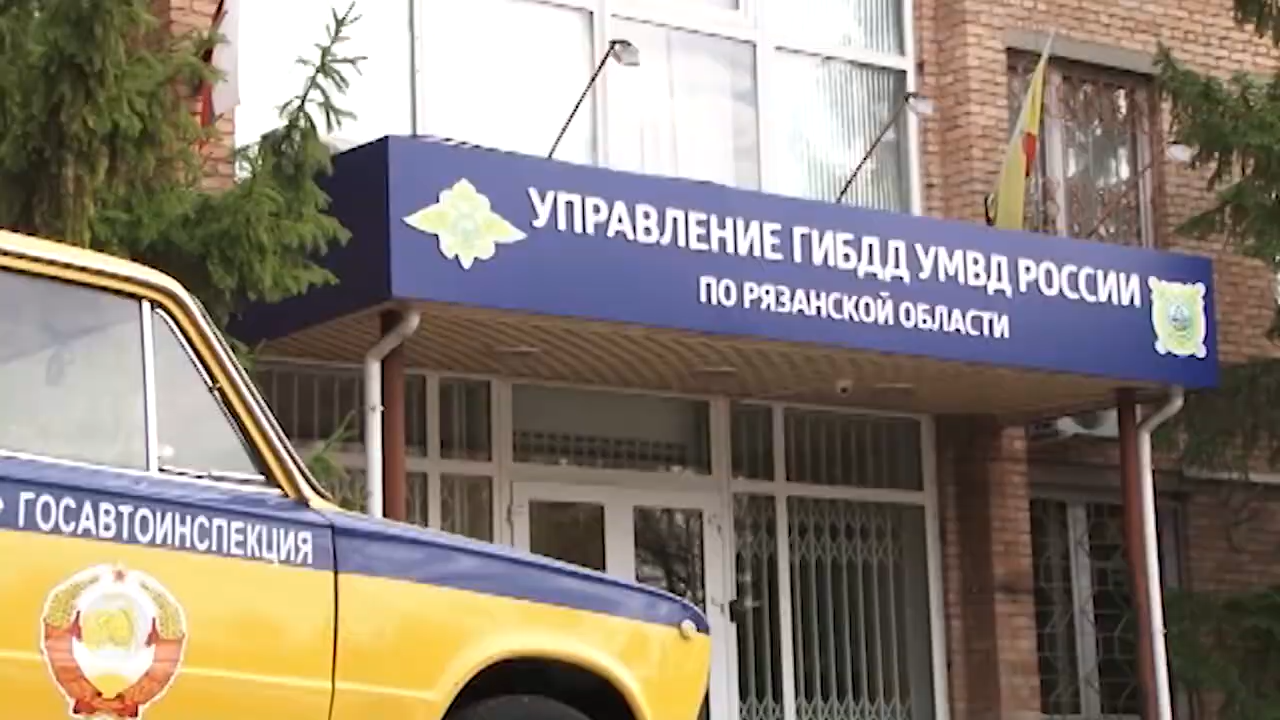 УПРАВЛЕНИЕ ГИБДД УМВД РОССИИ
ПО РЯЗАНСКОЙ ОБЛАСТИ
ГОСАВТОИНСПЕКЦИЯ